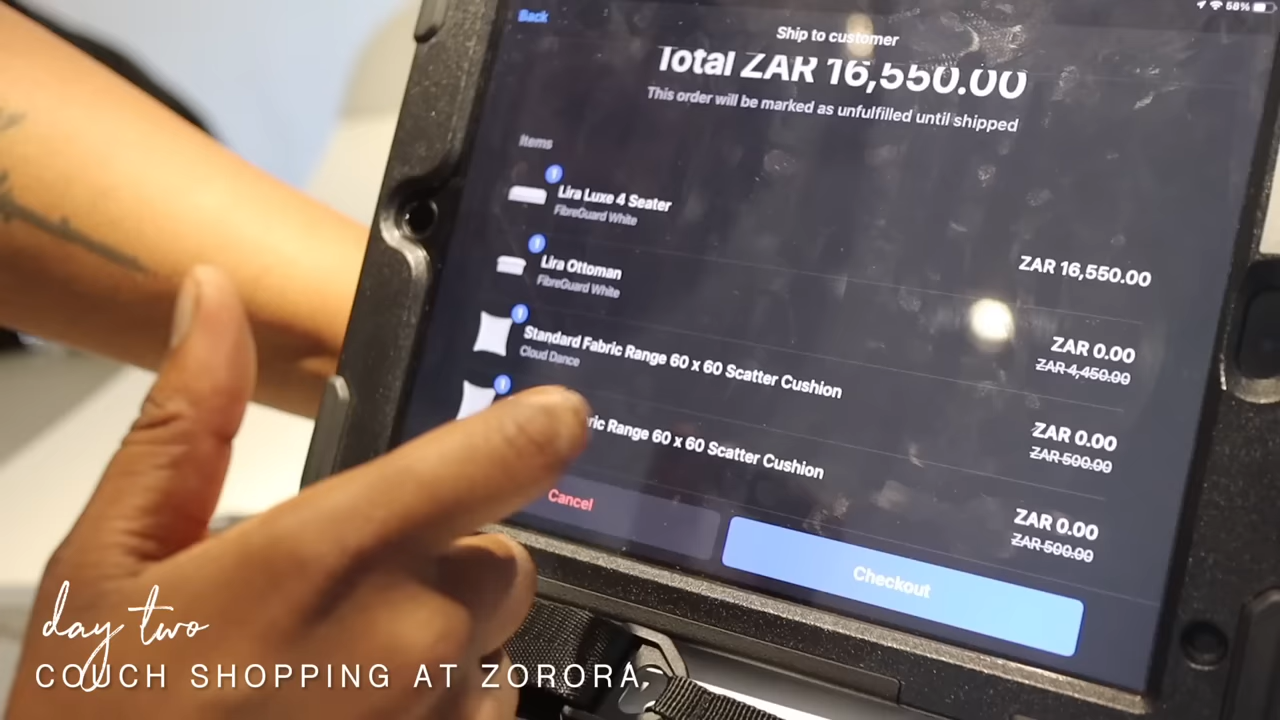 58%
Back
Ship to customer
Total ZAR 16,550.00
This order will be marked as unfulfilled until shipped
Items
1
Lira Luxe 4 Seater
FibreGuard White
ZAR 16,550.00
1
Lira Ottoman
FibreGuard White
ZAR 0.00
ZAR 4,450.00
1
Standard Fabric Range 60 x 60 Scatter Cushion
Cloud Dance
ZAR 0.00
ZAR 500.00
1
Range 60 x 60 Scatter Cushion
ZAR 0.00
ZAR 500.00
Cancel
Checkout
day two
COUCH SHOPPING AT ZORORA